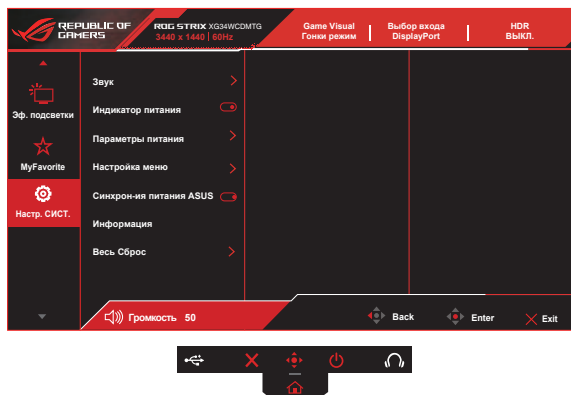 REPUBLIC OF
GAMERS
ROG STRIX XG34WCDMTG
3440 x 1440 | 60Hz
Game Visual
Гонки режим
Выбор входа
DisplayPort
HDR
ВЫКЛ.
Эф. подсветки
MyFavorite
Настр. СИСТ.
Звук
Индикатор питания
Параметры питания
Настройка меню
Синхрон-ия питания ASUS
Информация
Весь Сброс
Громкость 50
Back
Enter
Exit